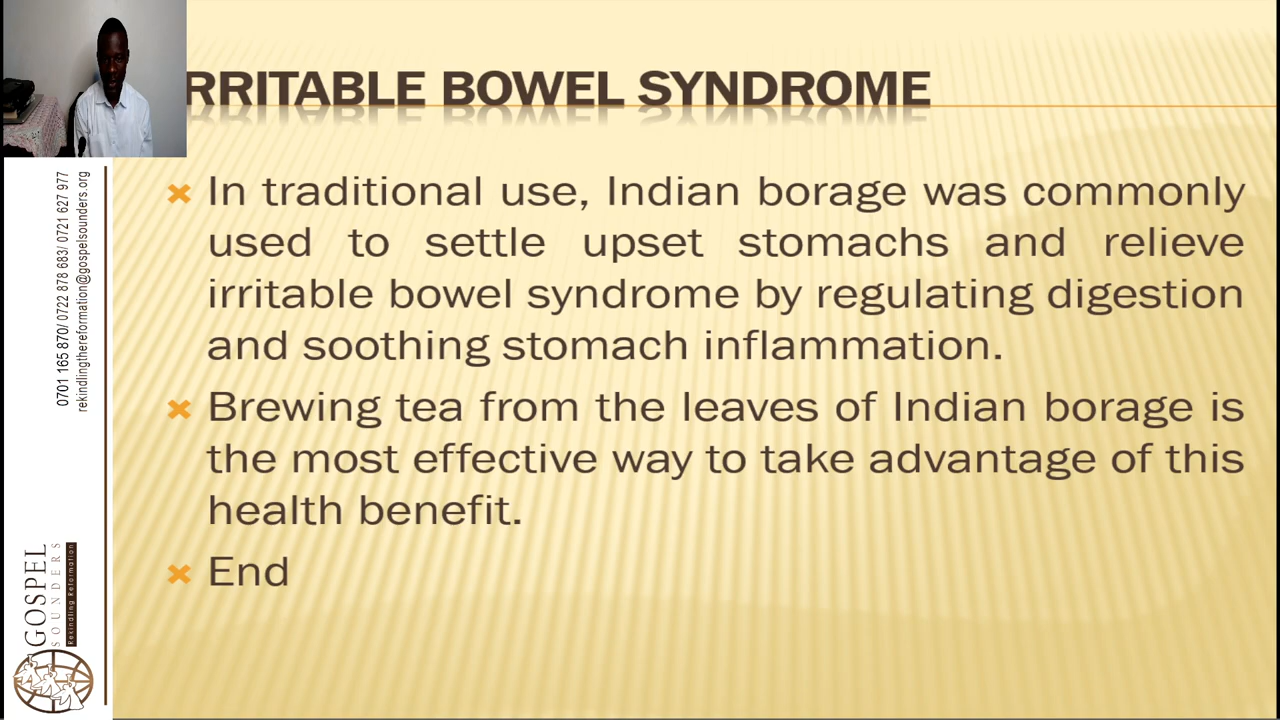 RRITABLE BOWEL SYNDROME
In traditional use, Indian borage was commonly
used to settle upset stomachs and relieve
irritable bowel syndrome by regulating digestion
and soothing stomach inflammation.
Brewing tea from the leaves of Indian borage is
the most effective way to take advantage of this
health benefit.
End
0701 165 870/ 0722 878 683/ 0721 627 977
rekindlingthereformation@gospelsounders.org
GOSPEL
SOUNDERS
Rekindling Reformation